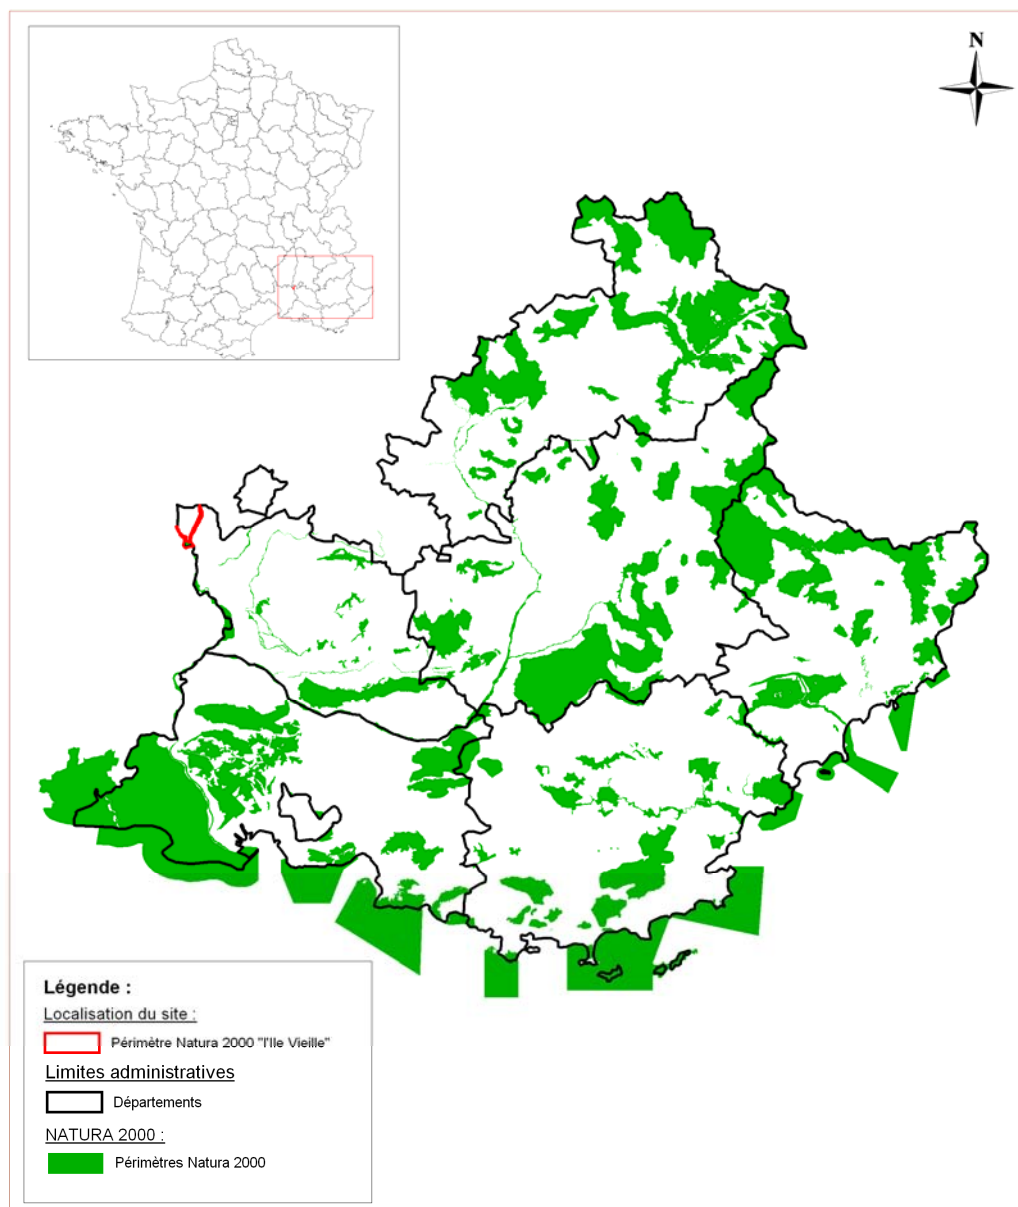 N
Légende :
Localisation du site :
Périmètre Natura 2000 "l'Ile Vieille"
Limites administratives
Départements
NATURA 2000 :
Périmètres Natura 2000